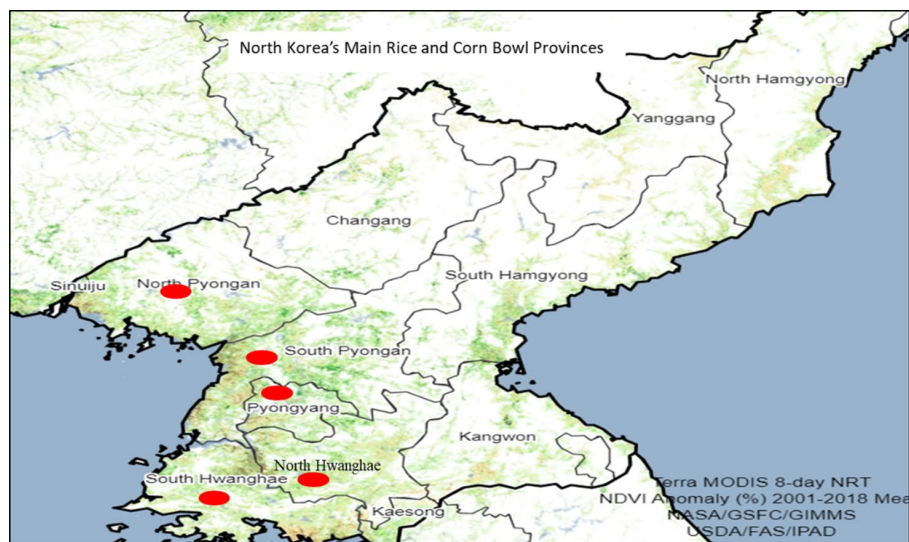 North Korea's Main Rice and Corn Bowl Provinces
North Hamgyong
Yanggang
Changang
South Hamgyong
Sinuiju
North Pyongan
South Pyongan
Pyongyang
Kangwon
North Hwanghae
South Hwanghae
Kaesong
Terra MODIS 8-day NRT
NDVI Anomaly (%) 2001-2018 Mea
NASA/GSFC/GIMMS
USDA/FAS/IPAD